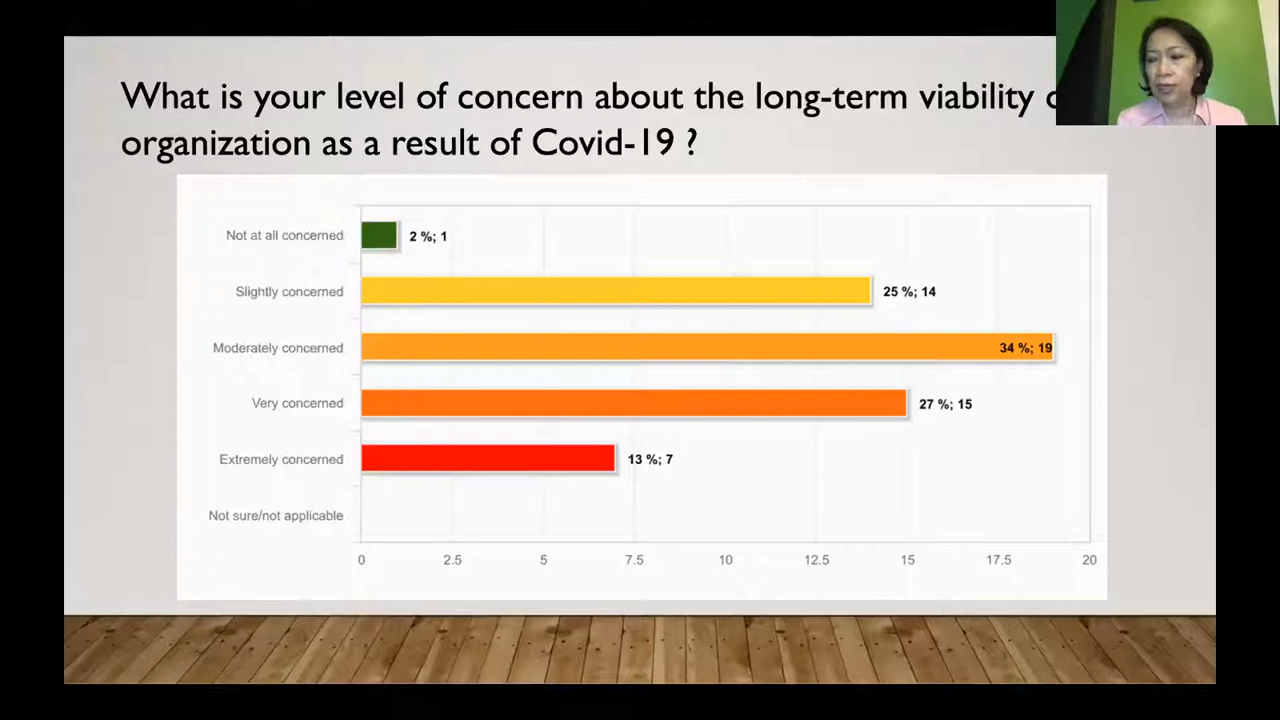 What is your level of concern about the long-term viability
organization as a result of Covid-19 ?
Not at all concerned
2 %; 1
Slightly concerned
25 %; 14
Moderately concerned
34 %; 19
Very concerned
27 %; 15
Extremely concerned
13 %; 7
Not sure/not applicable
0 2.5 5 7.5 10 12.5 15 17.5 20